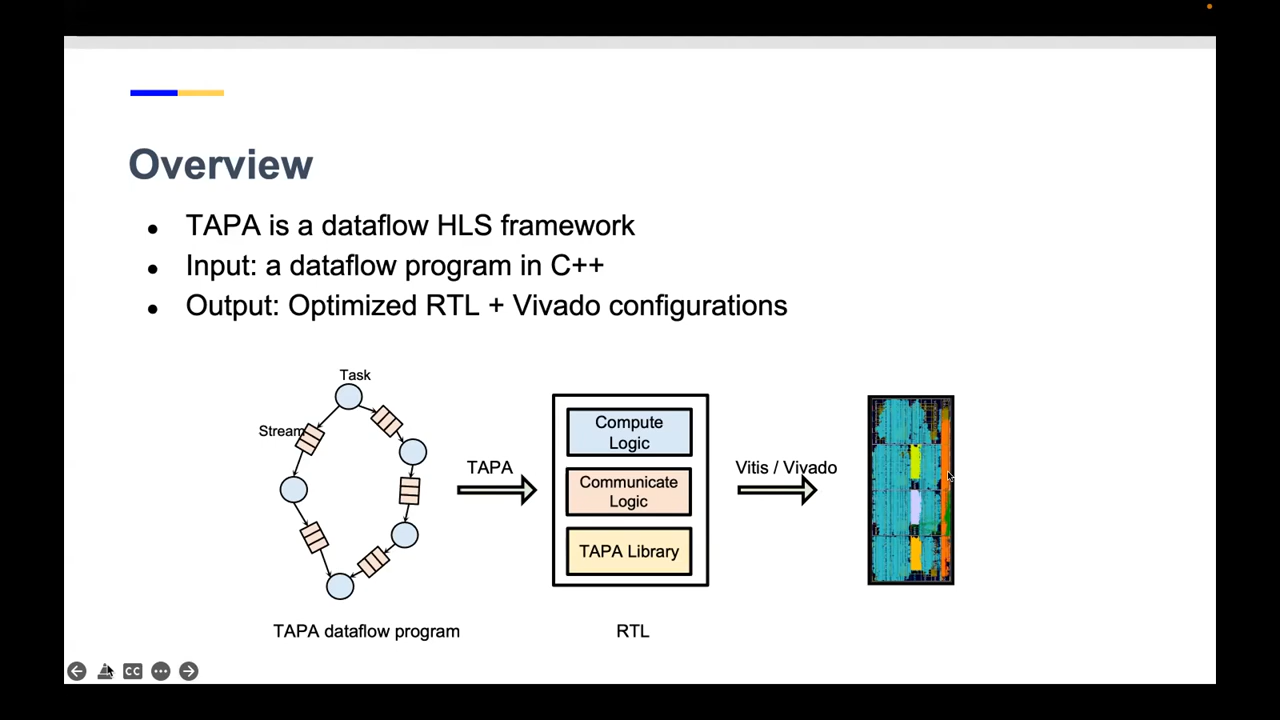 Overview
TAPA is a dataflow HLS framework
Input: a dataflow program in C++
Output: Optimized RTL + Vivado configurations
Task
Stream
TAPA
Compute
Logic
Communicate
Logic
TAPA Library
Vitis / Vivado
TAPA dataflow program
RTL
CC